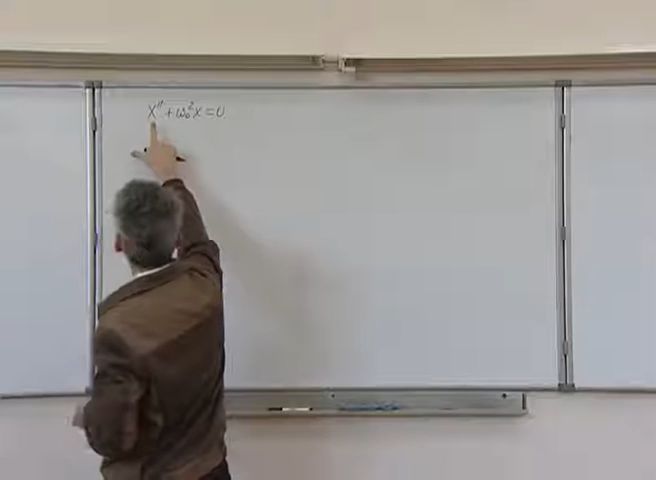 x'' + ω₀²x = 0